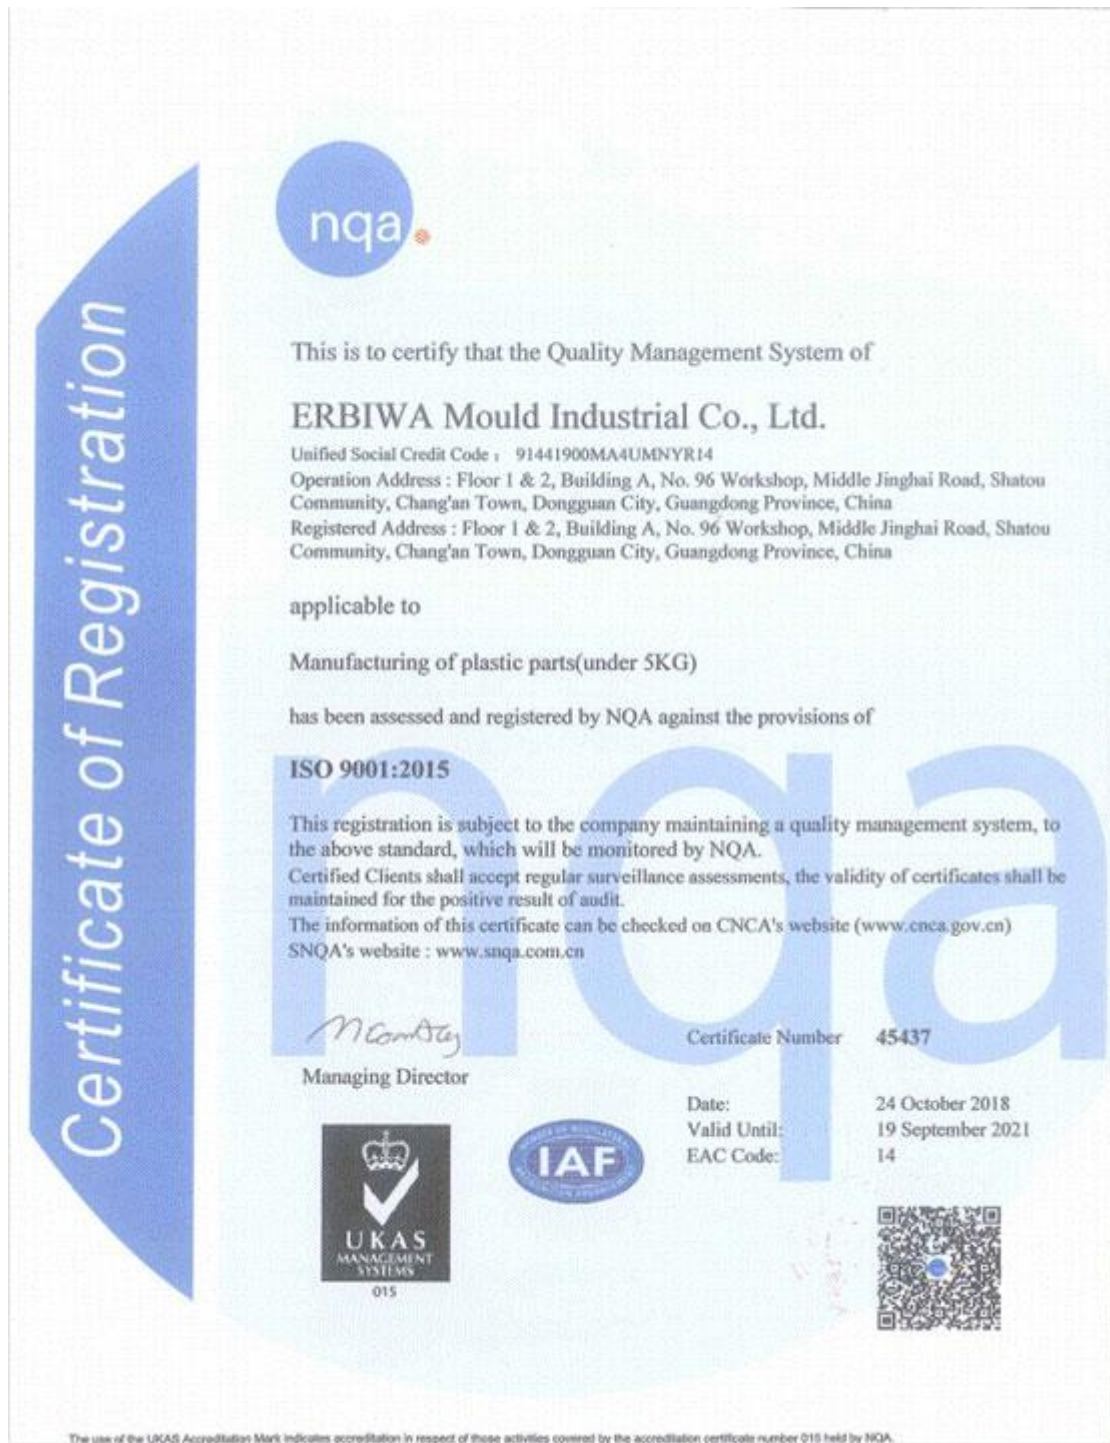 nqa
Certificate of Registration
This is to certify that the Quality Management System of
ERBIWA Mould Industrial Co., Ltd.
Unified Social Credit Code : 91441900MA4UMNYR14
Operation Address : Floor 1 & 2, Building A, No. 96 Workshop, Middle Jinghai Road, Shatou
Community, Chang'an Town, Dongguan City, Guangdong Province, China
Registered Address : Floor 1 & 2, Building A, No. 96 Workshop, Middle Jinghai Road, Shatou
Community, Chang'an Town, Dongguan City, Guangdong Province, China
applicable to
Manufacturing of plastic parts(under 5KG)
has been assessed and registered by NQA against the provisions of
nqa
ISO 9001:2015
This registration is subject to the company maintaining a quality management system, to
the above standard, which will be monitored by NQA.
Certified Clients shall accept regular surveillance assessments, the validity of certificates shall be
maintained for the positive result of audit.
The information of this certificate can be checked on CNCA's website (www.cnca.gov.cn)
SNQA's website : www.snqa.com.cn
Managing Director
Certificate Number 45437
Date: 24 October 2018
Valid Until: 19 September 2021
EAC Code: 14
IAF
UKAS
MANAGEMENT
SYSTEMS
015
The use of the UKAS Accreditation Mark indicates accreditation in respect of those activities covered by the accreditation certificate number 015 held by NQA.